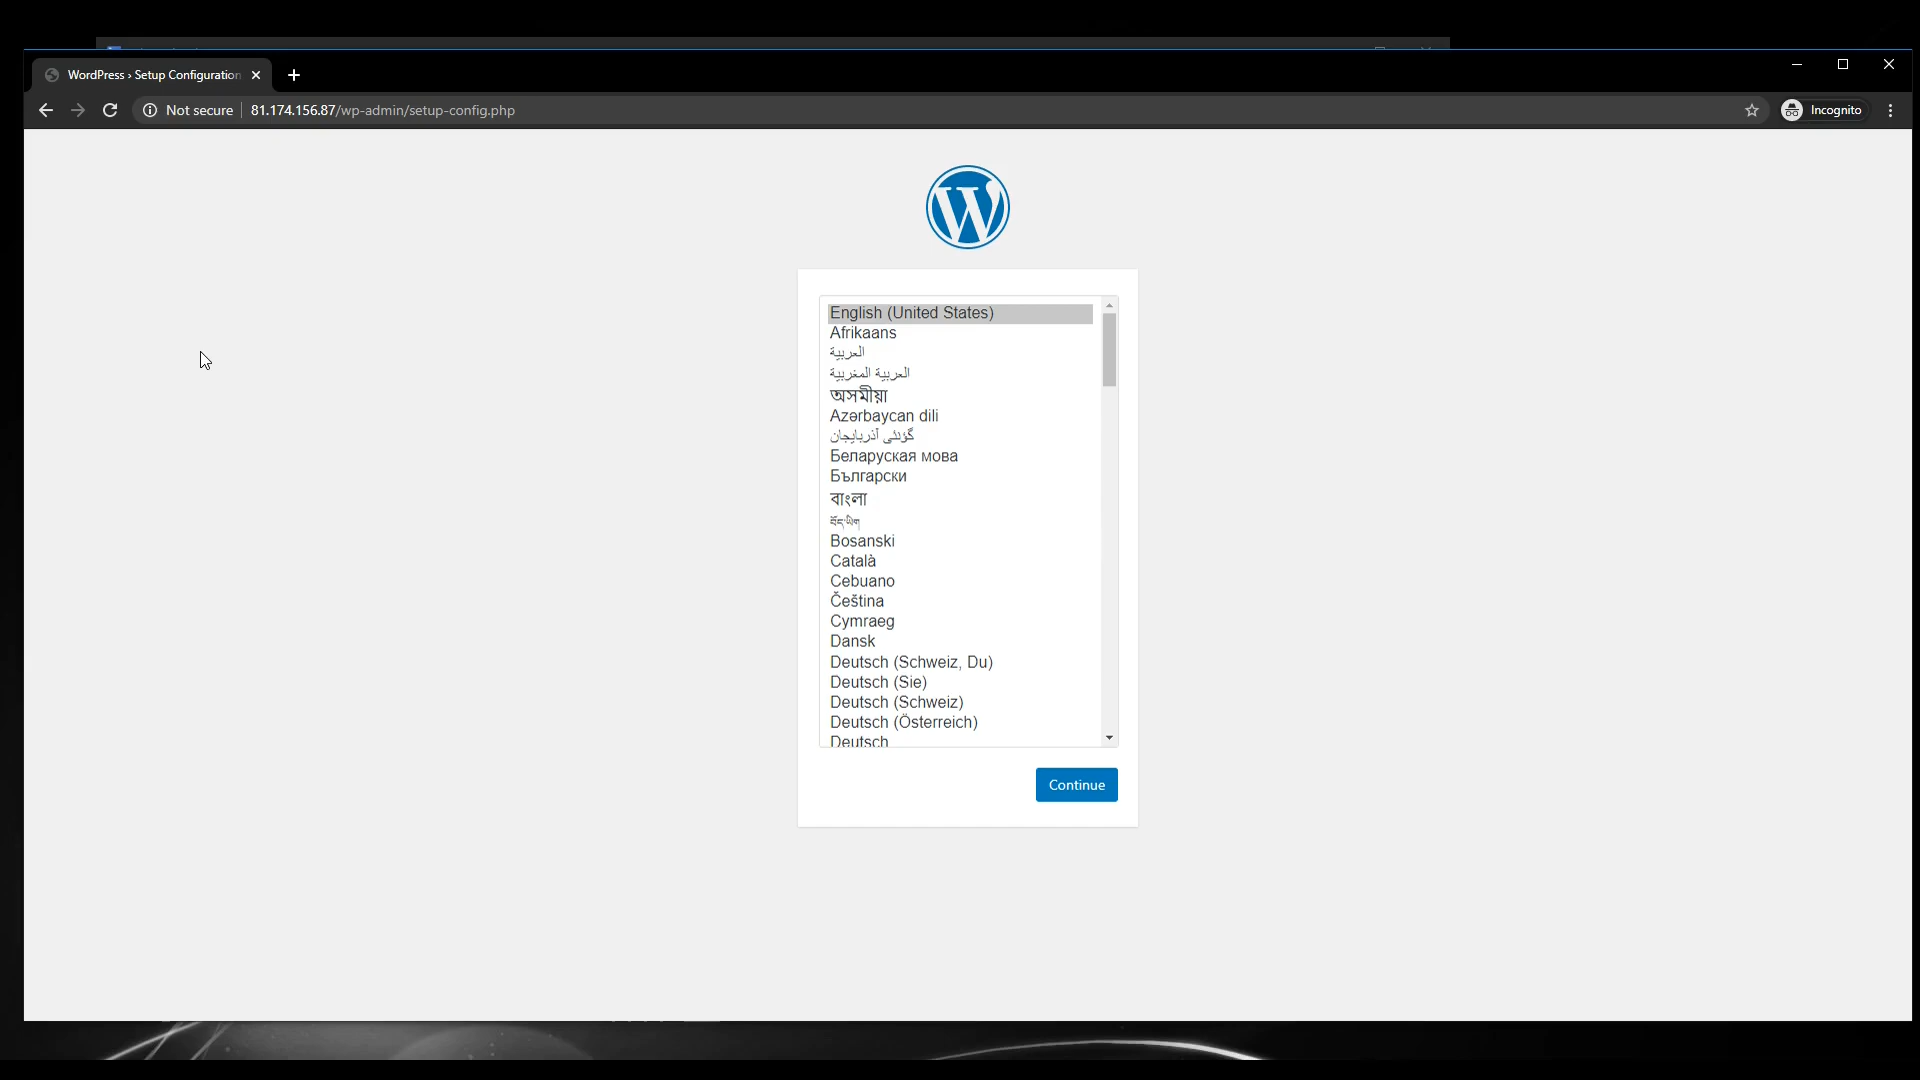 WordPress › Setup Configuration
Not secure
81.174.156.87/wp-admin/setup-config.php
Incognito
English (United States)
Afrikaans
العربية
العربية المغربية
অসমীয়া
Azərbaycan dili
گؤنئی آذربایجان
Беларуская мова
Български
বাংলা
བོད་ཡིག
Bosanski
Català
Cebuano
Čeština
Cymraeg
Dansk
Deutsch (Schweiz, Du)
Deutsch (Sie)
Deutsch (Schweiz)
Deutsch (Österreich)
Deutsch
Continue